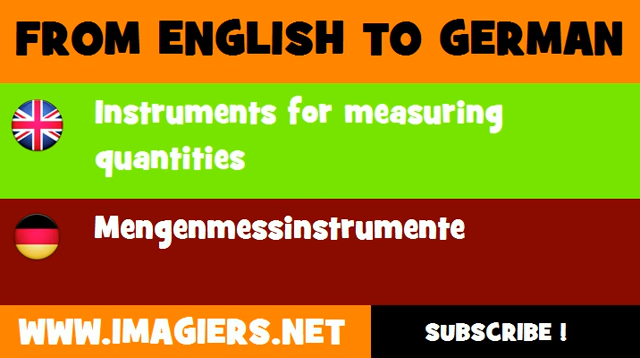 FROM ENGLISH TO GERMAN
Instruments for measuring
quantities
Mengenmessinstrumente
WWW.IMAGIERS.NET
SUBSCRIBE !